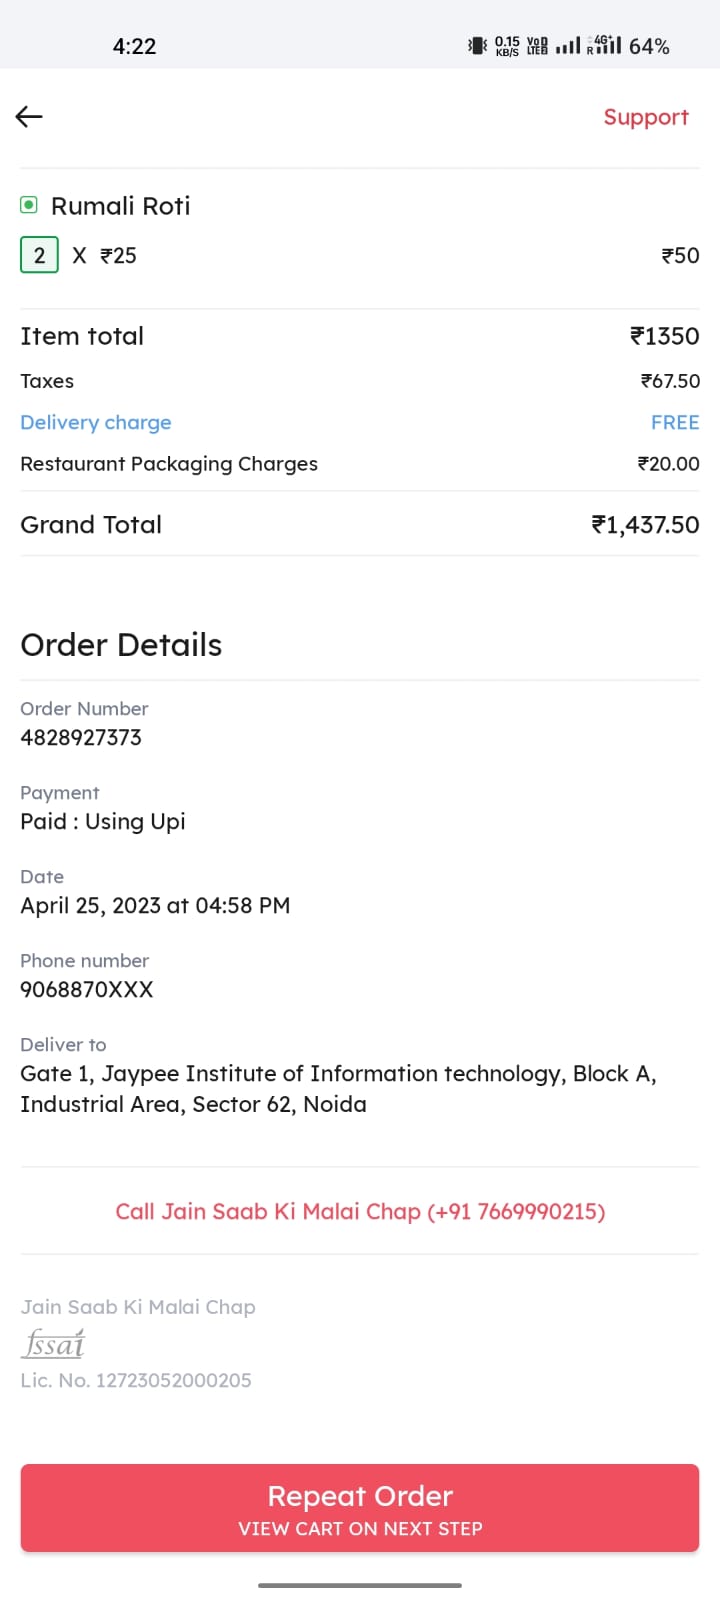 4:22 0.15 KB/S VoD LTEB R 4G+ 64%
Support
Rumali Roti
2 X ₹25 ₹50
Item total ₹1350
Taxes ₹67.50
Delivery charge FREE
Restaurant Packaging Charges ₹20.00
Grand Total ₹1,437.50
Order Details
Order Number
4828927373
Payment
Paid : Using Upi
Date
April 25, 2023 at 04:58 PM
Phone number
9068870XXX
Deliver to
Gate 1, Jaypee Institute of Information technology, Block A,
Industrial Area, Sector 62, Noida
Call Jain Saab Ki Malai Chap (+91 7669990215)
Jain Saab Ki Malai Chap
fssai
Lic. No. 12723052000205
Repeat Order
VIEW CART ON NEXT STEP